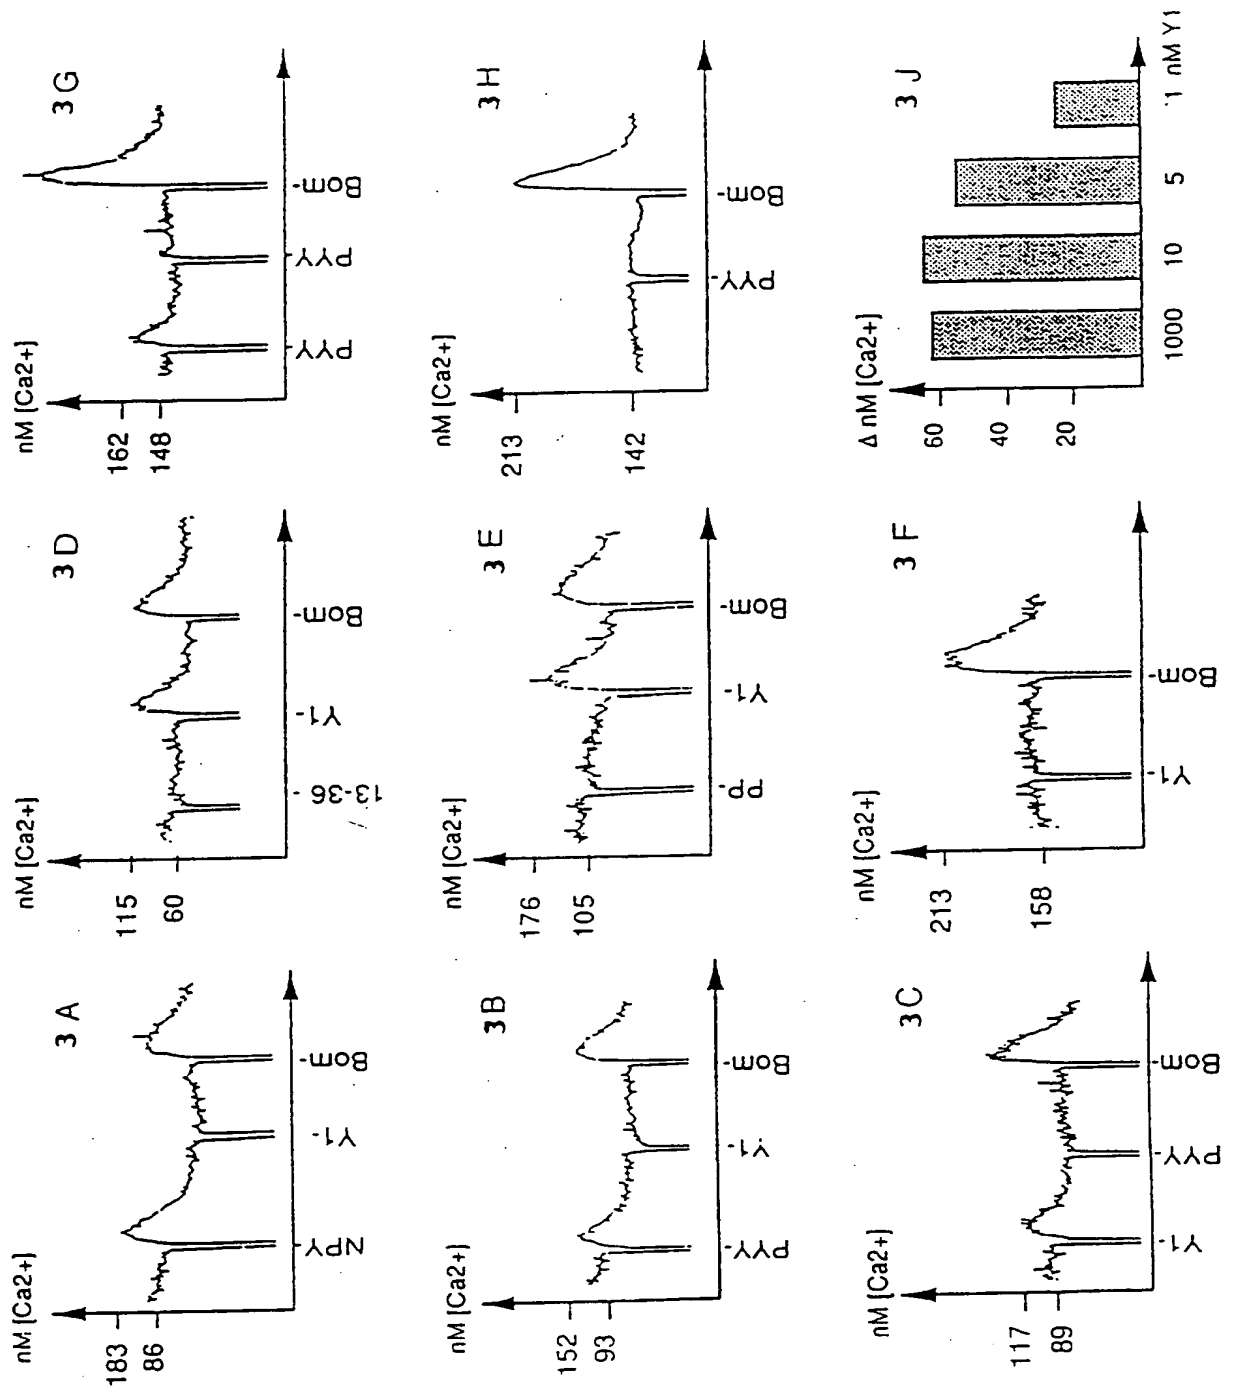 3 A
nM [Ca2+]
183
86
NPY
Y1-
Bom-
3 D
nM [Ca2+]
115
60
13-36 -
Y1-
Bom-
3 G
nM [Ca2+]
162
148
PYY
PYY
Bom-
3B
nM [Ca2+]
152
93
PYY-
Y1-
Bom-
3 E
nM [Ca2+]
176
105
PP-
Y1-
Bom-
3 H
nM [Ca2+]
213
142
PYY-
Bom-
3 C
nM [Ca2+]
117
89
Y1-
PYY-
Bom-
3 F
nM [Ca2+]
213
158
Y1-
Bom-
3 J
Δ nM [Ca2+]
60
40
20
1000
10
5
1 nM Y1